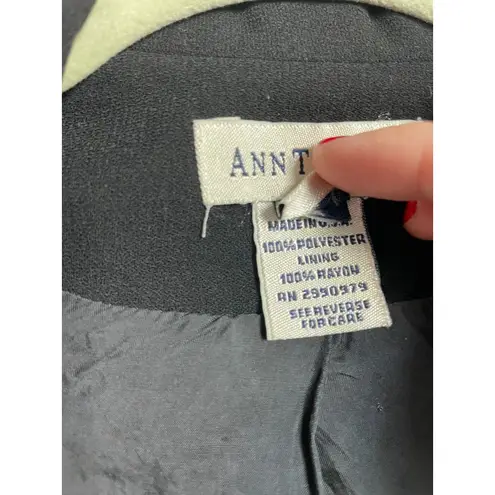 ANN T
MADE IN U.S.A.
100% POLYESTER
LINING
100% RAYON
RN 2990979
SEE REVERSE
FOR CARE